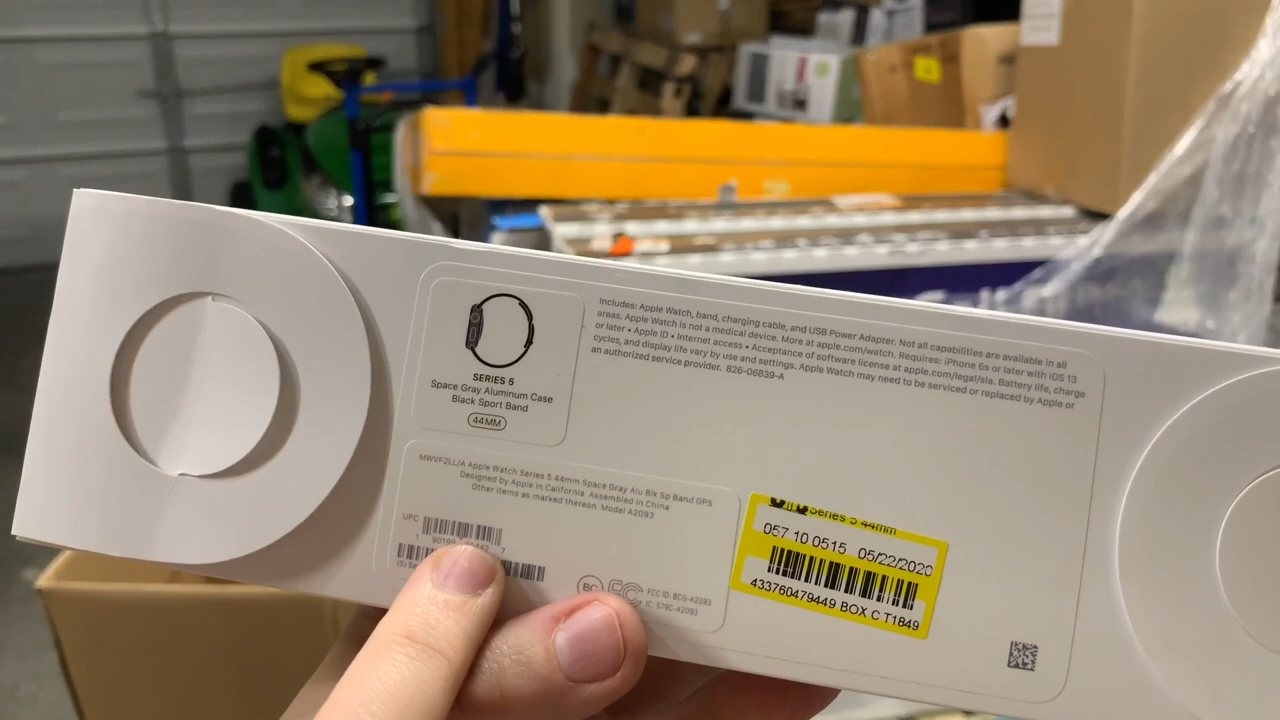 SERIES 5
Space Gray Aluminum Case
Black Sport Band
44MM
Includes: Apple Watch, band, charging cable, and USB Power Adapter. Not all capabilities are available in all
areas. Apple Watch is not a medical device. More at apple.com/watch. Requires: iPhone 6s or later with iOS 13
or later • Apple ID • Internet access • Acceptance of software license at apple.com/legal/sla. Battery life, charge
cycles, and display life vary by use and settings. Apple Watch may need to be serviced or replaced by Apple or
an authorized service provider. 826-06839-A
MWVF2LL/A Apple Watch Series 5 44mm Space Gray Alu Blk Sp Band GPS
Designed by Apple in California Assembled in China
Other items as marked thereon Model A2093
UPC
1
7
(S)
FCC ID: BCG-A2093
IC: 579C-A2093
Series 5 44mm
057 10 0515 05/22/2020
433760479449 BOX C T1849